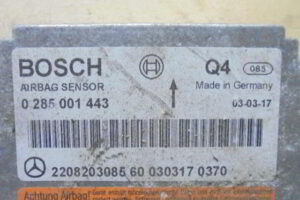 BOSCH
Q4 085
AIRBAG SENSOR
Made in Germany
0 285 001 443
03-03-17
2208203085 60 030317 0370
Achtung Airbag!